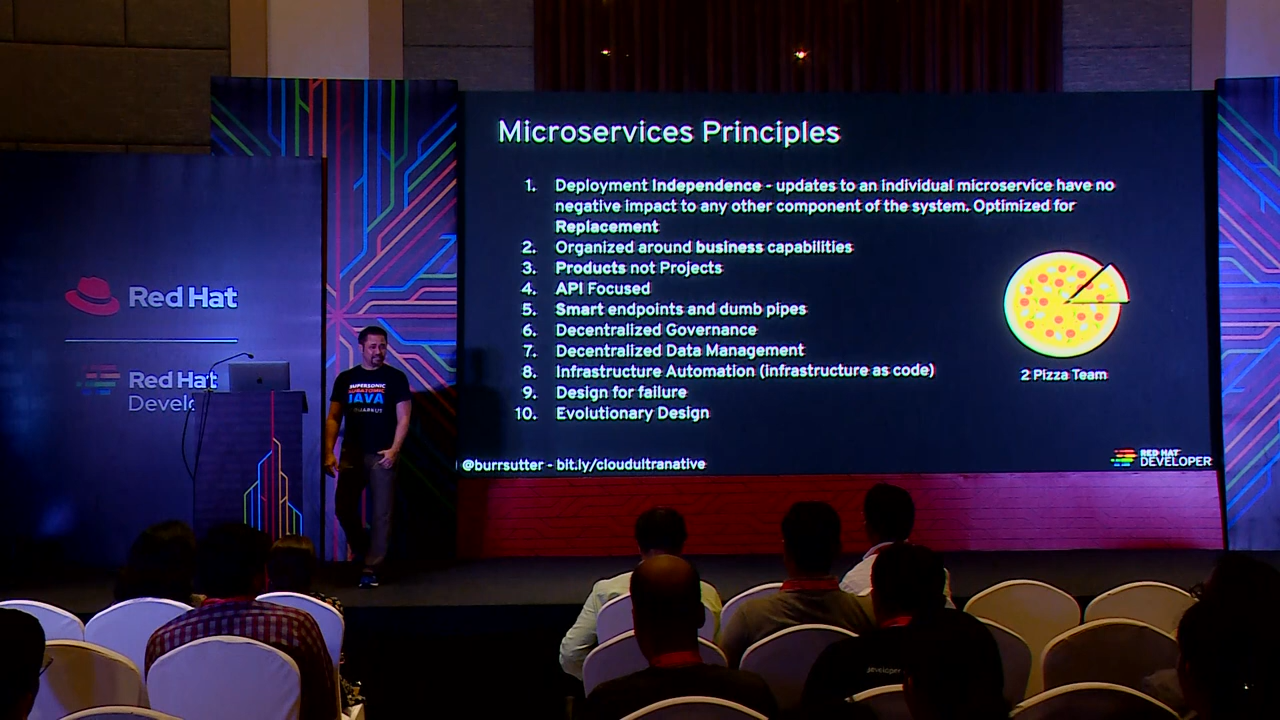 Microservices Principles
1. Deployment Independence - updates to an individual microservice have no
negative impact to any other component of the system. Optimized for
Replacement
2. Organized around business capabilities
3. Products not Projects
4. API Focused
5. Smart endpoints and dumb pipes
6. Decentralized Governance
7. Decentralized Data Management
8. Infrastructure Automation (infrastructure as code)
9. Design for failure
10. Evolutionary Design
2 Pizza Team
@burrsutter - bit.ly/cloudultranative
RED HAT
DEVELOPER
Red Hat
Red Hat
Develo
SUPERSONIC
SUBATOMIC
JAVA
QUARKUS
developer